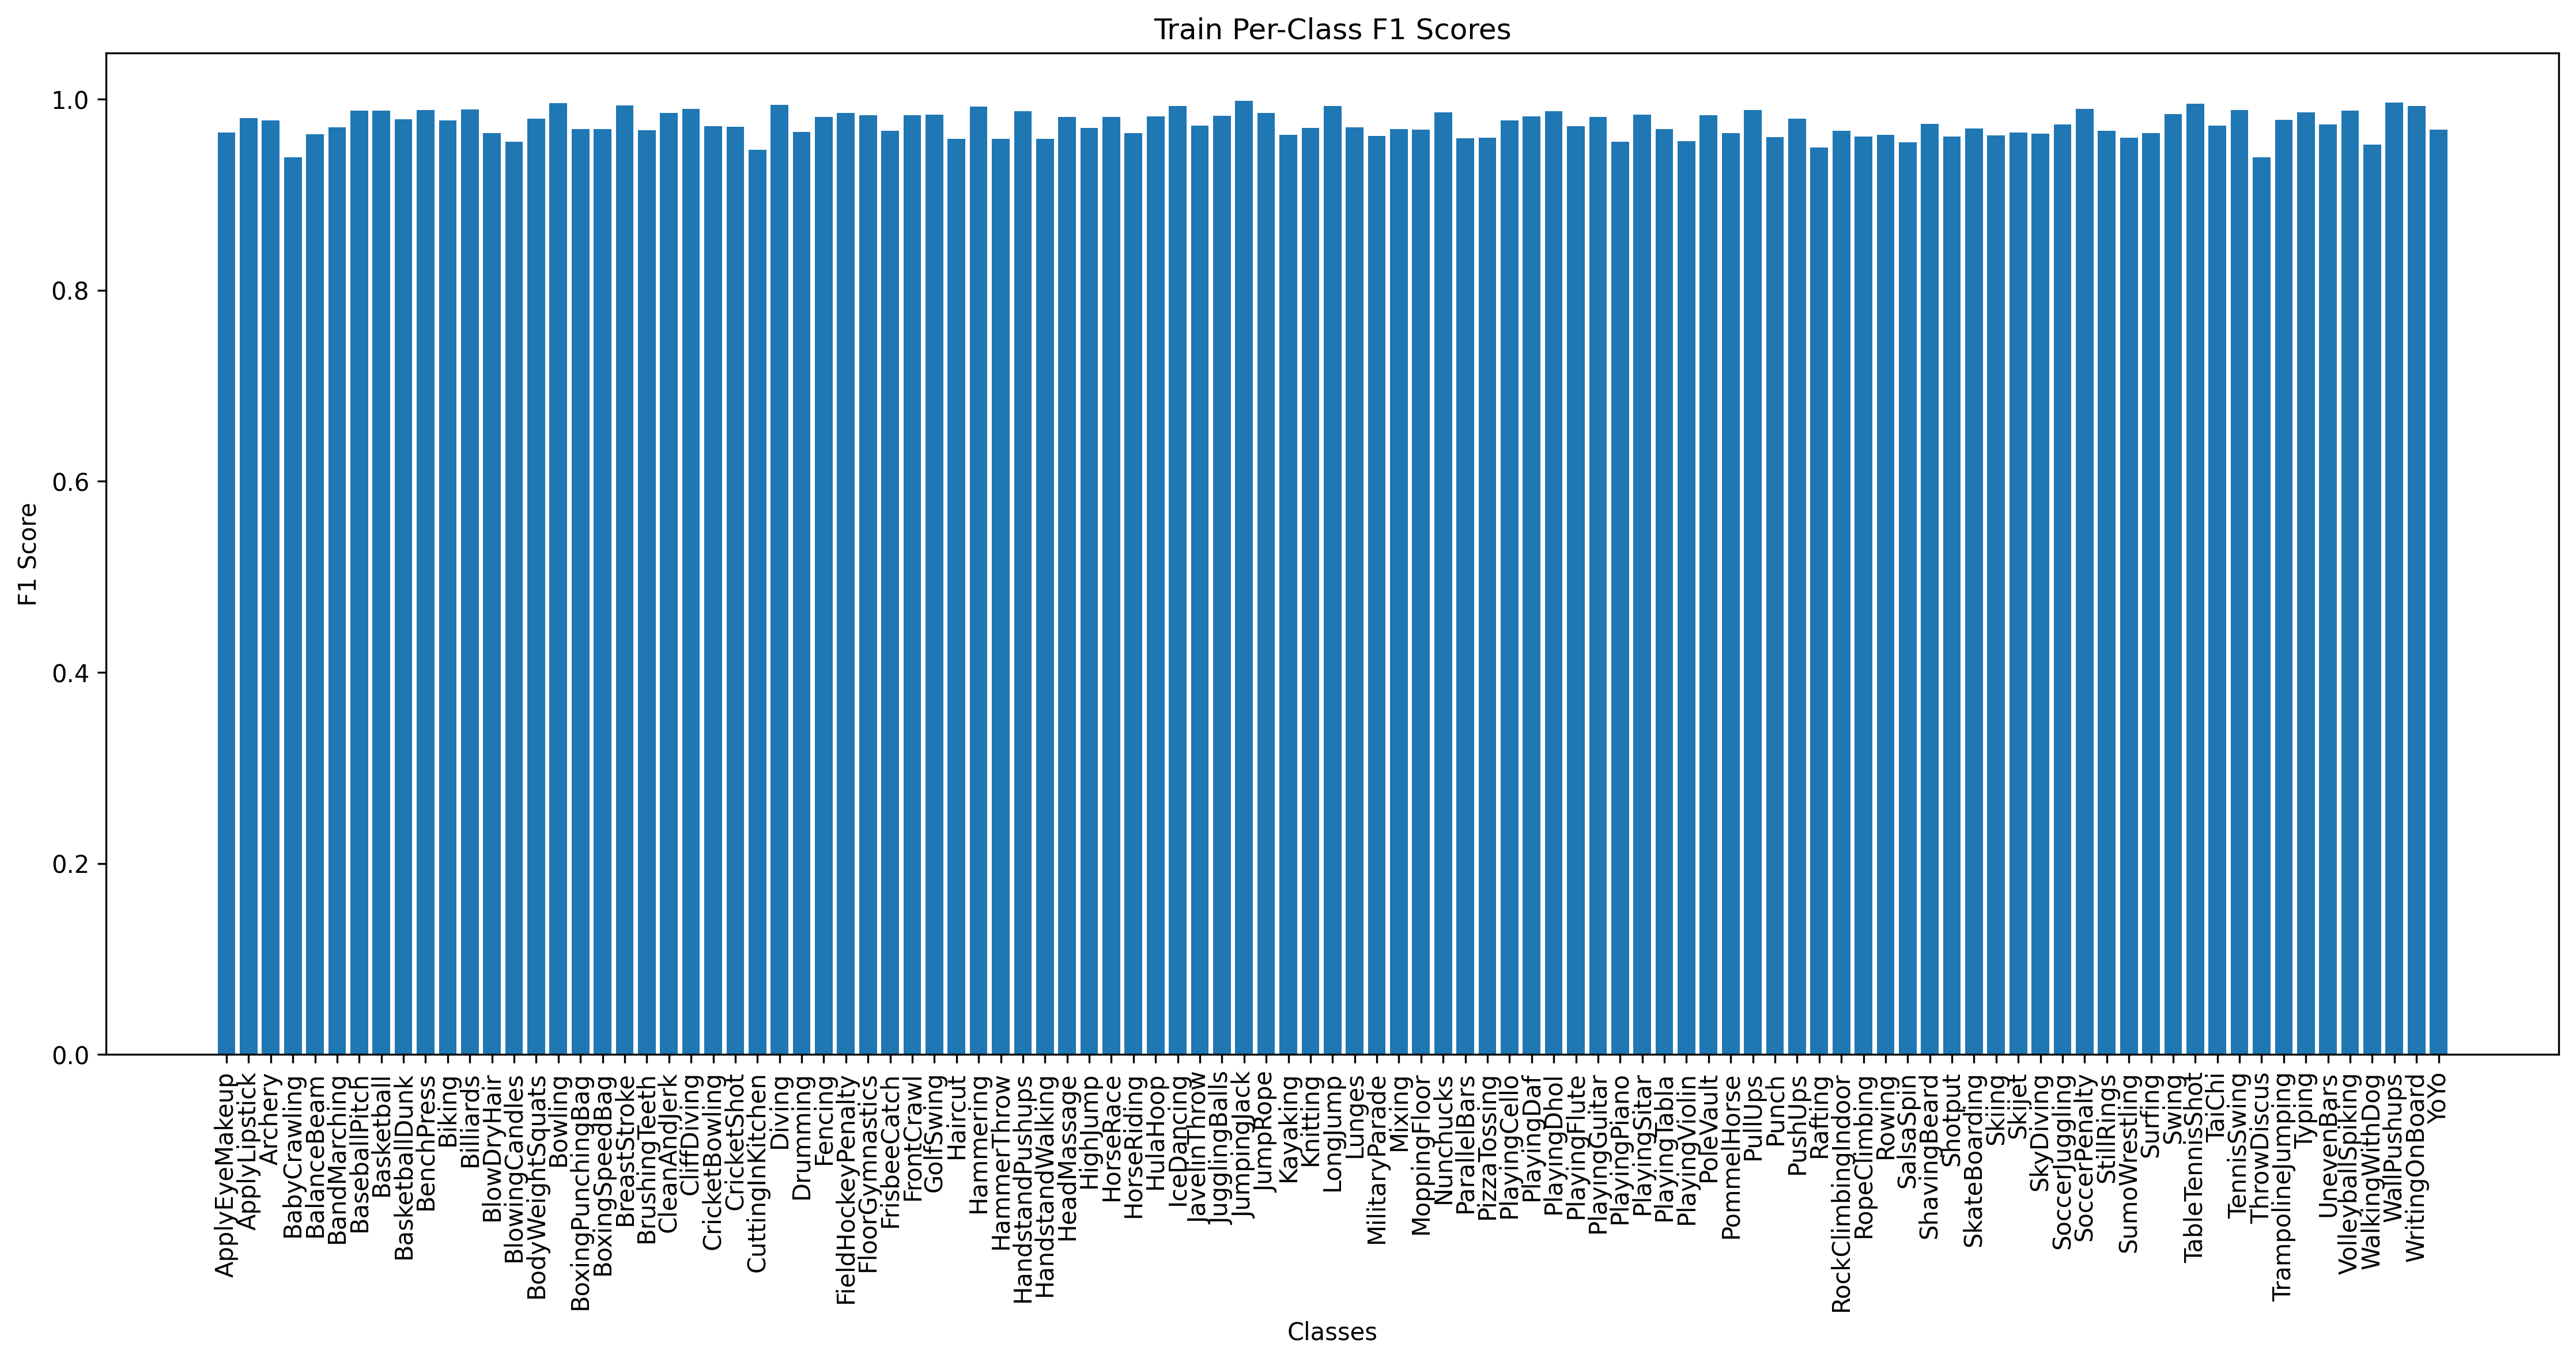 Train Per-Class F1 Scores
1.0
0.8
0.6
0.4
0.2
0.0
F1 Score
ApplyEyeMakeup
ApplyLipstick
Archery
BabyCrawling
BalanceBeam
BandMarching
BaseballPitch
Basketball
BasketballDunk
BenchPress
Biking
Billiards
BlowDryHair
BlowingCandles
BodyWeightSquats
Bowling
BoxingPunchingBag
BoxingSpeedBag
BreastStroke
BrushingTeeth
CleanAndJerk
CliffDiving
CricketBowling
CricketShot
CuttingInKitchen
Diving
Drumming
Fencing
FieldHockeyPenalty
FloorGymnastics
FrisbeeCatch
FrontCrawl
GolfSwing
Haircut
Hammering
HammerThrow
HandstandPushups
HandstandWalking
HeadMassage
HighJump
HorseRace
HorseRiding
HulaHoop
IceDancing
JavelinThrow
JugglingBalls
JumpingJack
JumpRope
Kayaking
Knitting
LongJump
Lunges
MilitaryParade
Mixing
MoppingFloor
Nunchucks
ParallelBars
PizzaTossing
PlayingCello
PlayingDaf
PlayingDhol
PlayingFlute
PlayingGuitar
PlayingPiano
PlayingSitar
PlayingTabla
PlayingViolin
PoleVault
PommelHorse
PullUps
Punch
PushUps
Rafting
RockClimbingIndoor
RopeClimbing
Rowing
SalsaSpin
ShavingBeard
Shotput
SkateBoarding
Skiing
Skijet
SkyDiving
SoccerJuggling
SoccerPenalty
StillRings
SumoWrestling
Surfing
Swing
TableTennisShot
TaiChi
TennisSwing
ThrowDiscus
TrampolineJumping
Typing
UnevenBars
VolleyballSpiking
WalkingWithDog
WallPushups
WritingOnBoard
YoYo
Classes